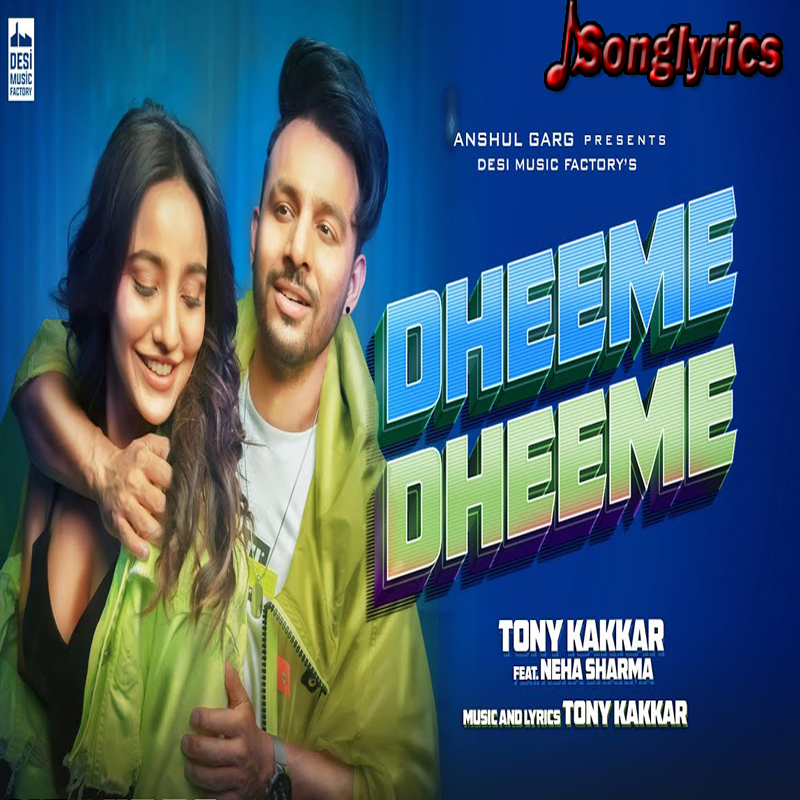 DESI
MUSIC
FACTORY
Songlyrics
ANSHUL GARG PRESENTS
DESI MUSIC FACTORY'S
DHEEME
DHEEME
TONY KAKKAR
FEAT. NEHA SHARMA
MUSIC AND LYRICS TONY KAKKAR